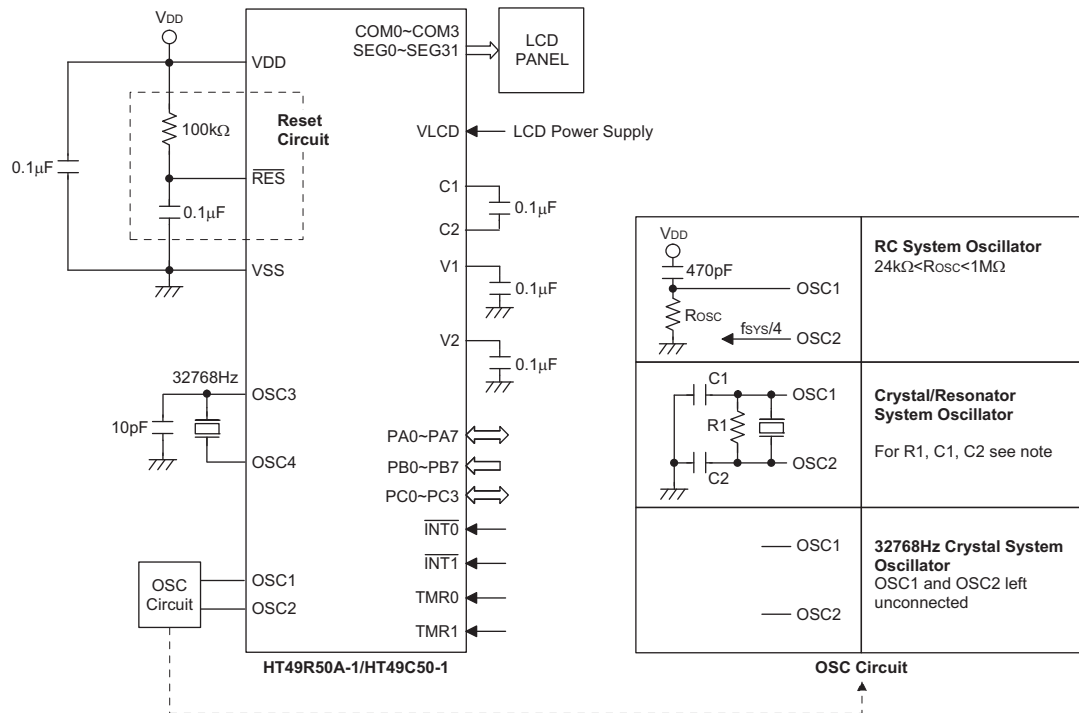 VDD
VDD
COM0~COM3
SEG0~SEG31
LCD
PANEL
100kΩ
Reset
Circuit
VLCD
LCD Power Supply
0.1μF
RES
0.1μF
C1
0.1μF
C2
VSS
V1
0.1μF
V2
0.1μF
32768Hz
OSC3
10pF
OSC4
PA0~PA7
PB0~PB7
PC0~PC3
INT0
INT1
OSC
Circuit
OSC1
OSC2
TMR0
TMR1
HT49R50A-1/HT49C50-1
VDD
470pF
OSC1
ROSC
fSYS/4
OSC2
RC System Oscillator
24kΩ<ROSC<1MΩ
C1
OSC1
R1
OSC2
C2
Crystal/Resonator
System Oscillator
For R1, C1, C2 see note
OSC1
OSC2
32768Hz Crystal System
Oscillator
OSC1 and OSC2 left
unconnected
OSC Circuit